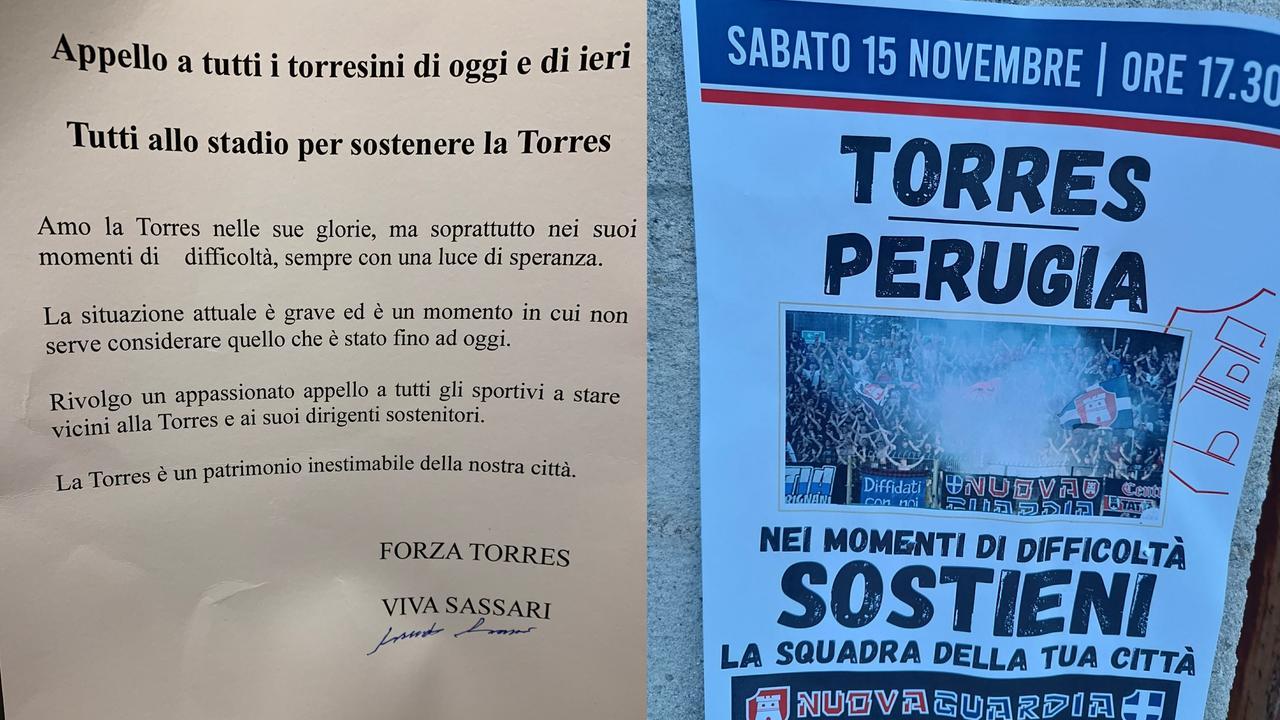 Appello a tutti i torresini di oggi e di ieri
Tutti allo stadio per sostenere la Torres
Amo la Torres nelle sue glorie, ma soprattutto nei suoi
momenti di difficoltà, sempre con una luce di speranza.
La situazione attuale è grave ed è un momento in cui non
serve considerare quello che è stato fino ad oggi.
Rivolgo un appassionato appello a tutti gli sportivi a stare
vicini alla Torres e ai suoi dirigenti sostenitori.
La Torres è un patrimonio inestimabile della nostra città.
FORZA TORRES
VIVA SASSARI
SABATO 15 NOVEMBRE | ORE 17.30
TORRES
PERUGIA
Diffidati
con noi
NUOVA
GUARDIA
NEI MOMENTI DI DIFFICOLTÀ
SOSTIENI
LA SQUADRA DELLA TUA CITTÀ
NUOVAGUARDIA